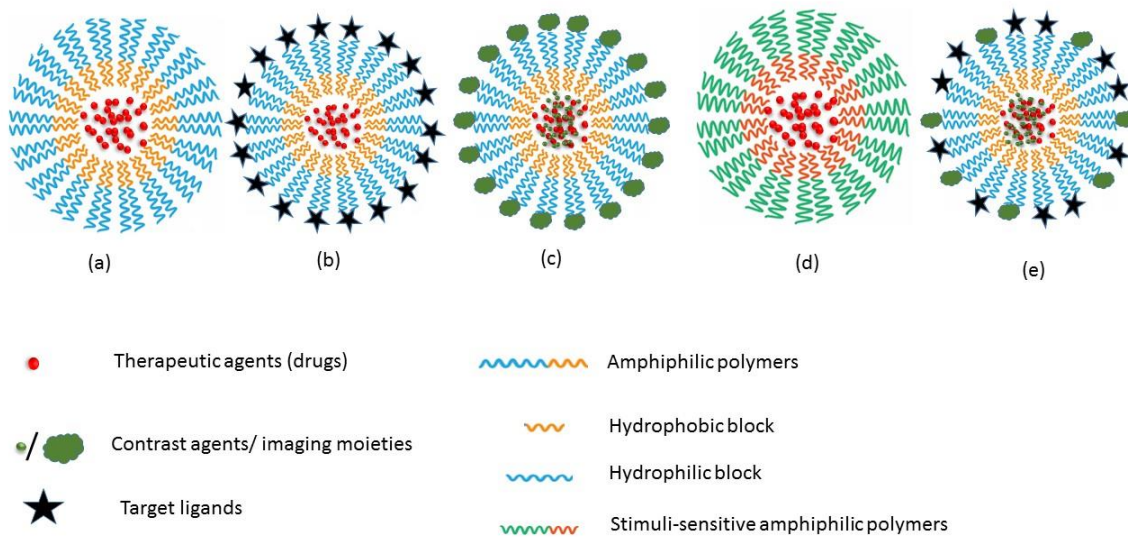 (a)
(b)
(c)
(d)
(e)
Therapeutic agents (drugs)
Amphiphilic polymers
Hydrophobic block
/ Contrast agents/ imaging moieties
Hydrophilic block
Target ligands
Stimuli-sensitive amphiphilic polymers